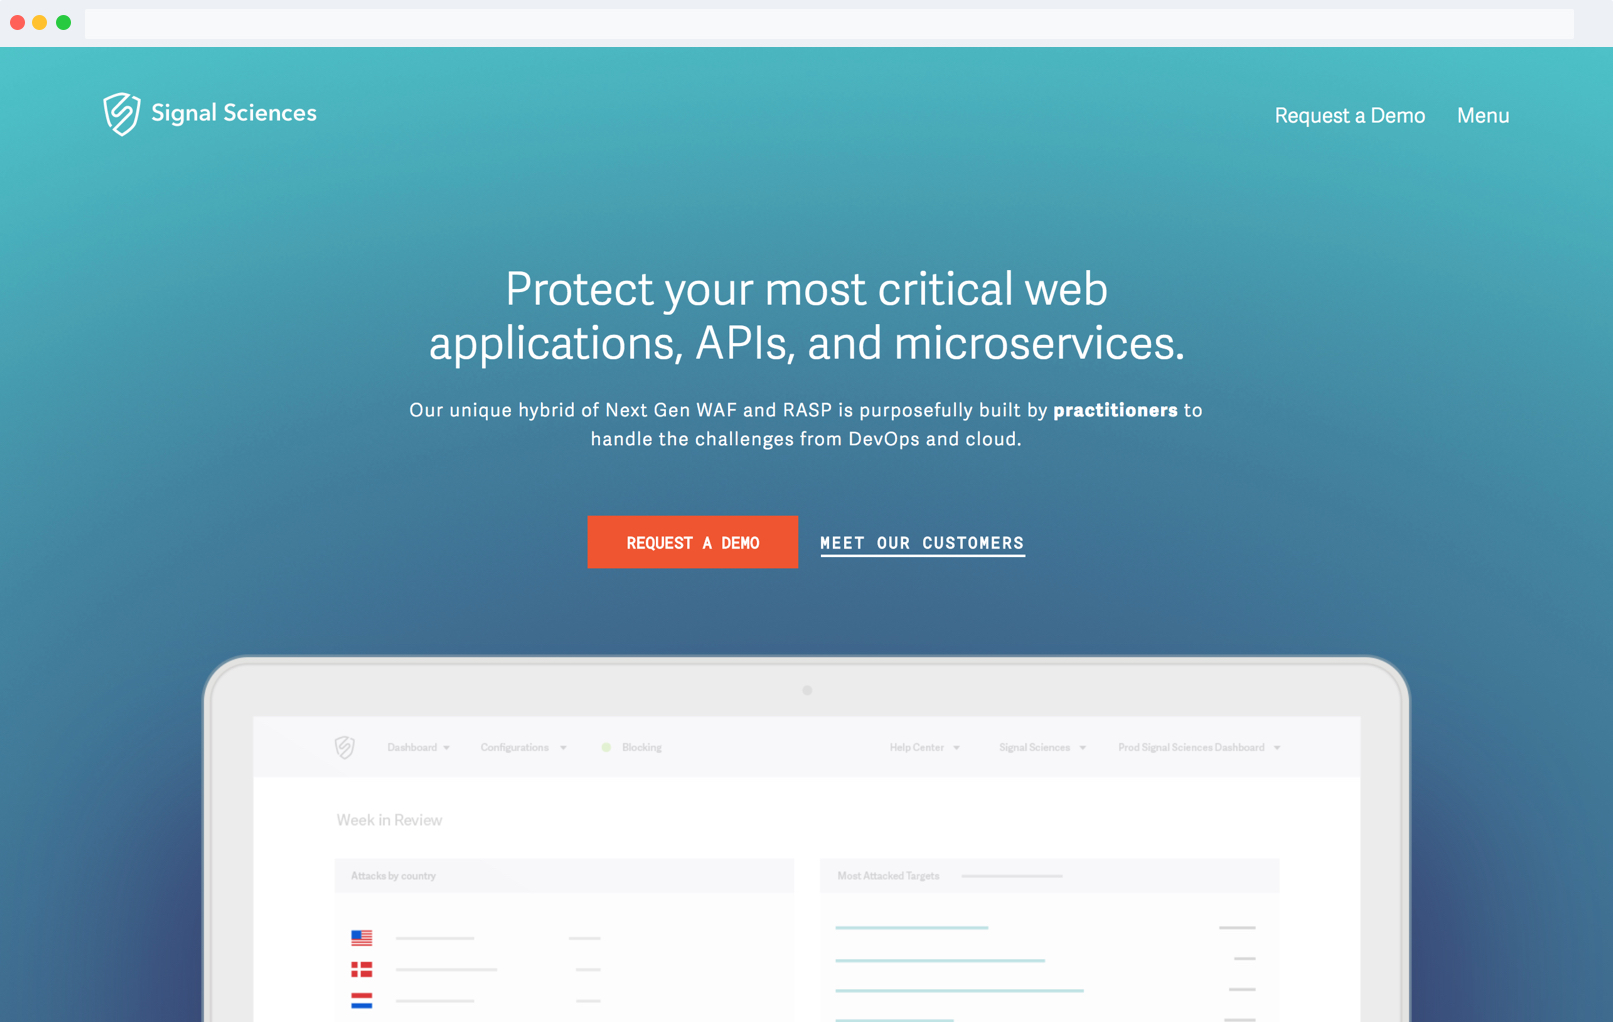 Signal Sciences
Request a Demo Menu
Protect your most critical web
applications, APIs, and microservices.
Our unique hybrid of Next Gen WAF and RASP is purposefully built by practitioners to
handle the challenges from DevOps and cloud.
REQUEST A DEMO MEET OUR CUSTOMERS
Dashboard Configurations Blocking Help Center Signal Sciences Prod Signal Sciences Dashboard
Week in Review
Attacks by country
Most Attacked Targets